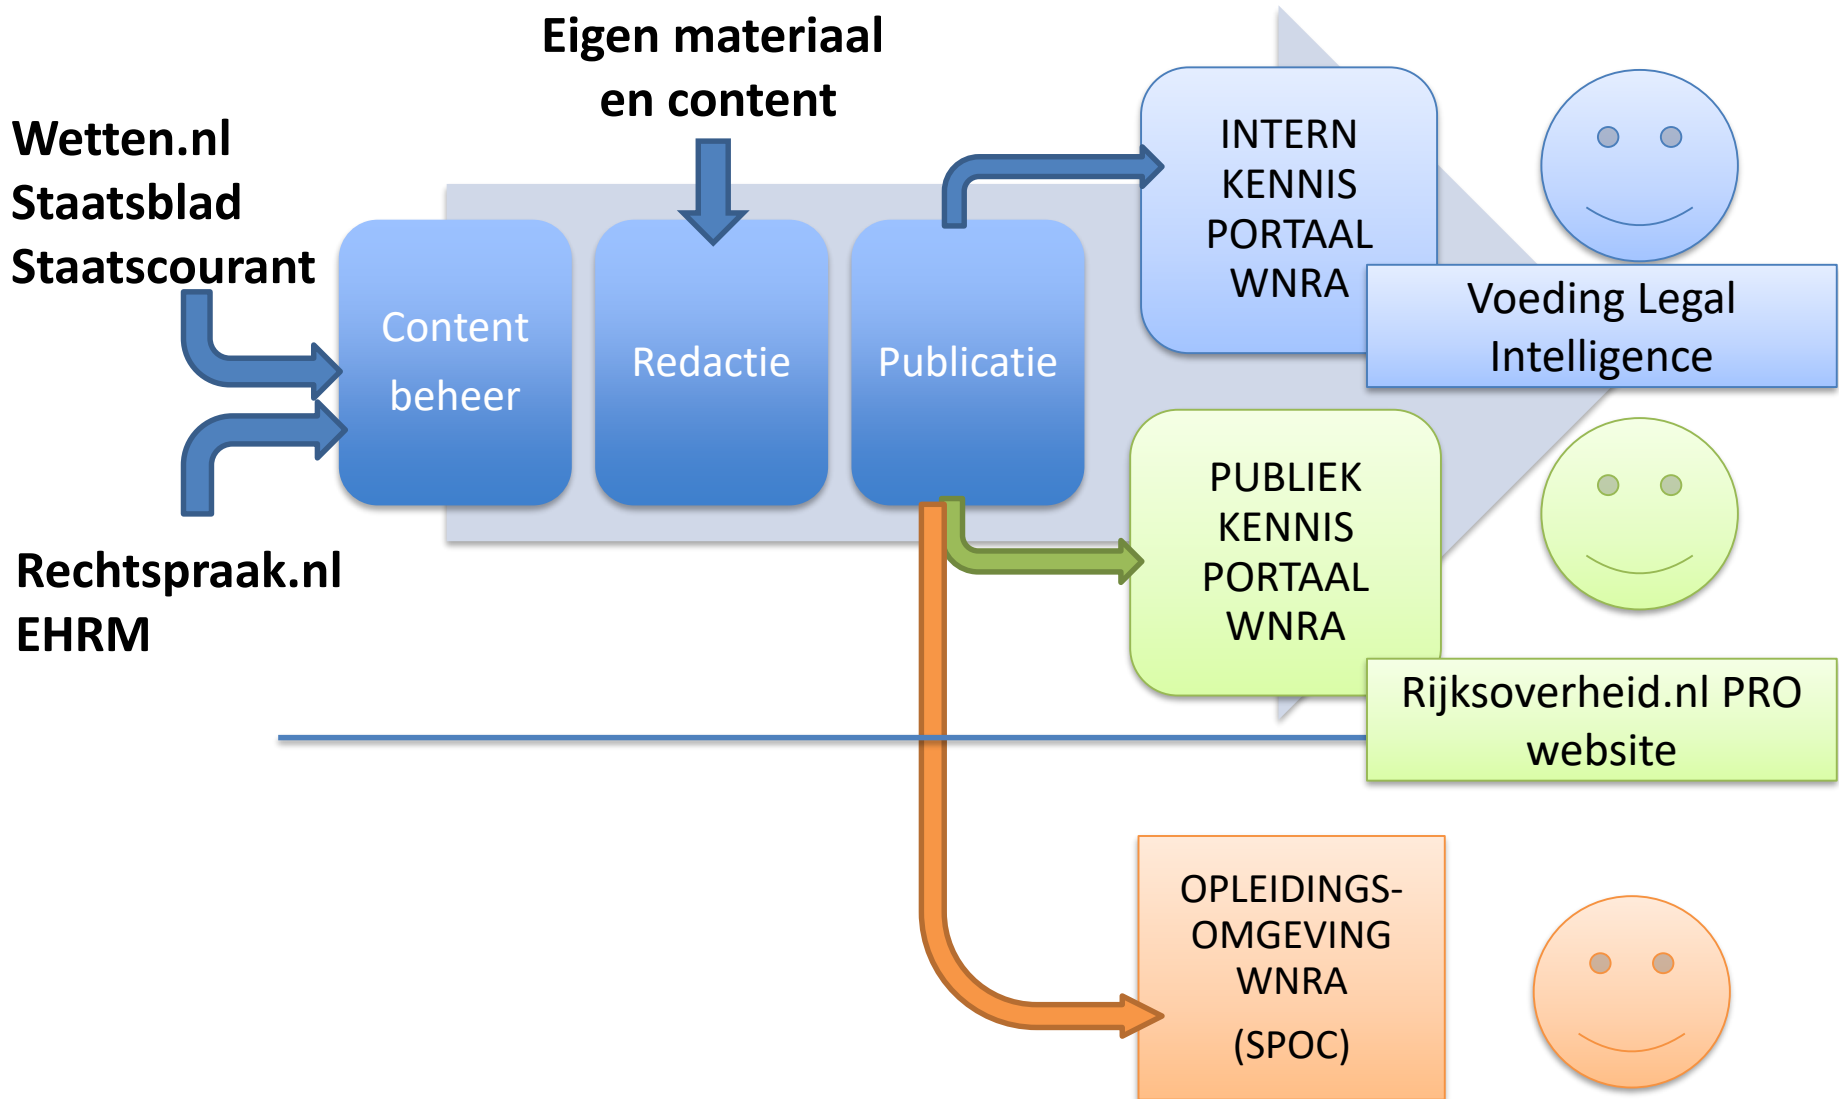 Eigen materiaal
en content
Wetten.nl
Staatsblad
Staatscourant
Rechtspraak.nl
EHRM
Content
beheer
Redactie
Publicatie
INTERN
KENNIS
PORTAAL
WNRA
Voeding Legal
Intelligence
PUBLIEK
KENNIS
PORTAAL
WNRA
Rijksoverheid.nl PRO
website
OPLEIDINGS-
OMGEVING
WNRA
(SPOC)